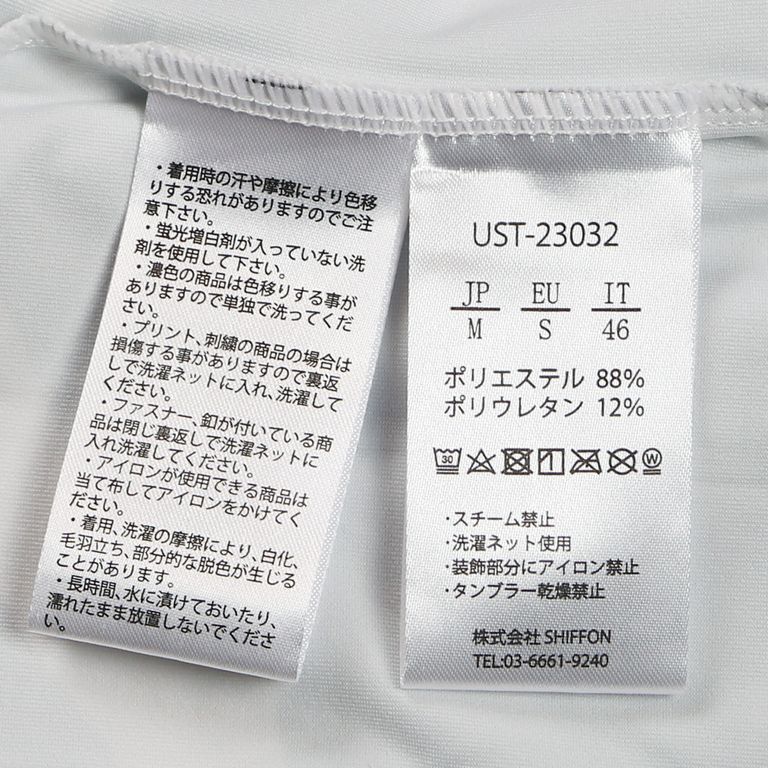 ・着用時の汗や摩擦により色移
りする恐れがありますのでご注
意下さい。
・蛍光増白剤が入っていない洗
剤を使用して下さい。
・濃色の商品は色移りする事が
ありますので単独で洗ってくだ
さい。
・プリント、刺繍の商品の場合は
損傷する事がありますので裏返
しで洗濯ネットに入れ、洗濯して
ください。
・ファスナー、釦が付いている商
品は閉じ裏返しで洗濯ネットに
入れ洗濯してください。
・アイロンが使用できる商品は
当て布してアイロンをかけてく
ださい。
・着用、洗濯の摩擦により、白化、
毛羽立ち、部分的な脱色が生じる
ことがあります。
・長時間、水に漬けておいたり、
濡れたまま放置しないでくださ
い。
UST-23032
JP EU IT
M S 46
ポリエステル 88%
ポリウレタン 12%
30 W
・スチーム禁止
・洗濯ネット使用
・装飾部分にアイロン禁止
・タンブラー乾燥禁止
株式会社 SHIFFON
TEL:03-6661-9240